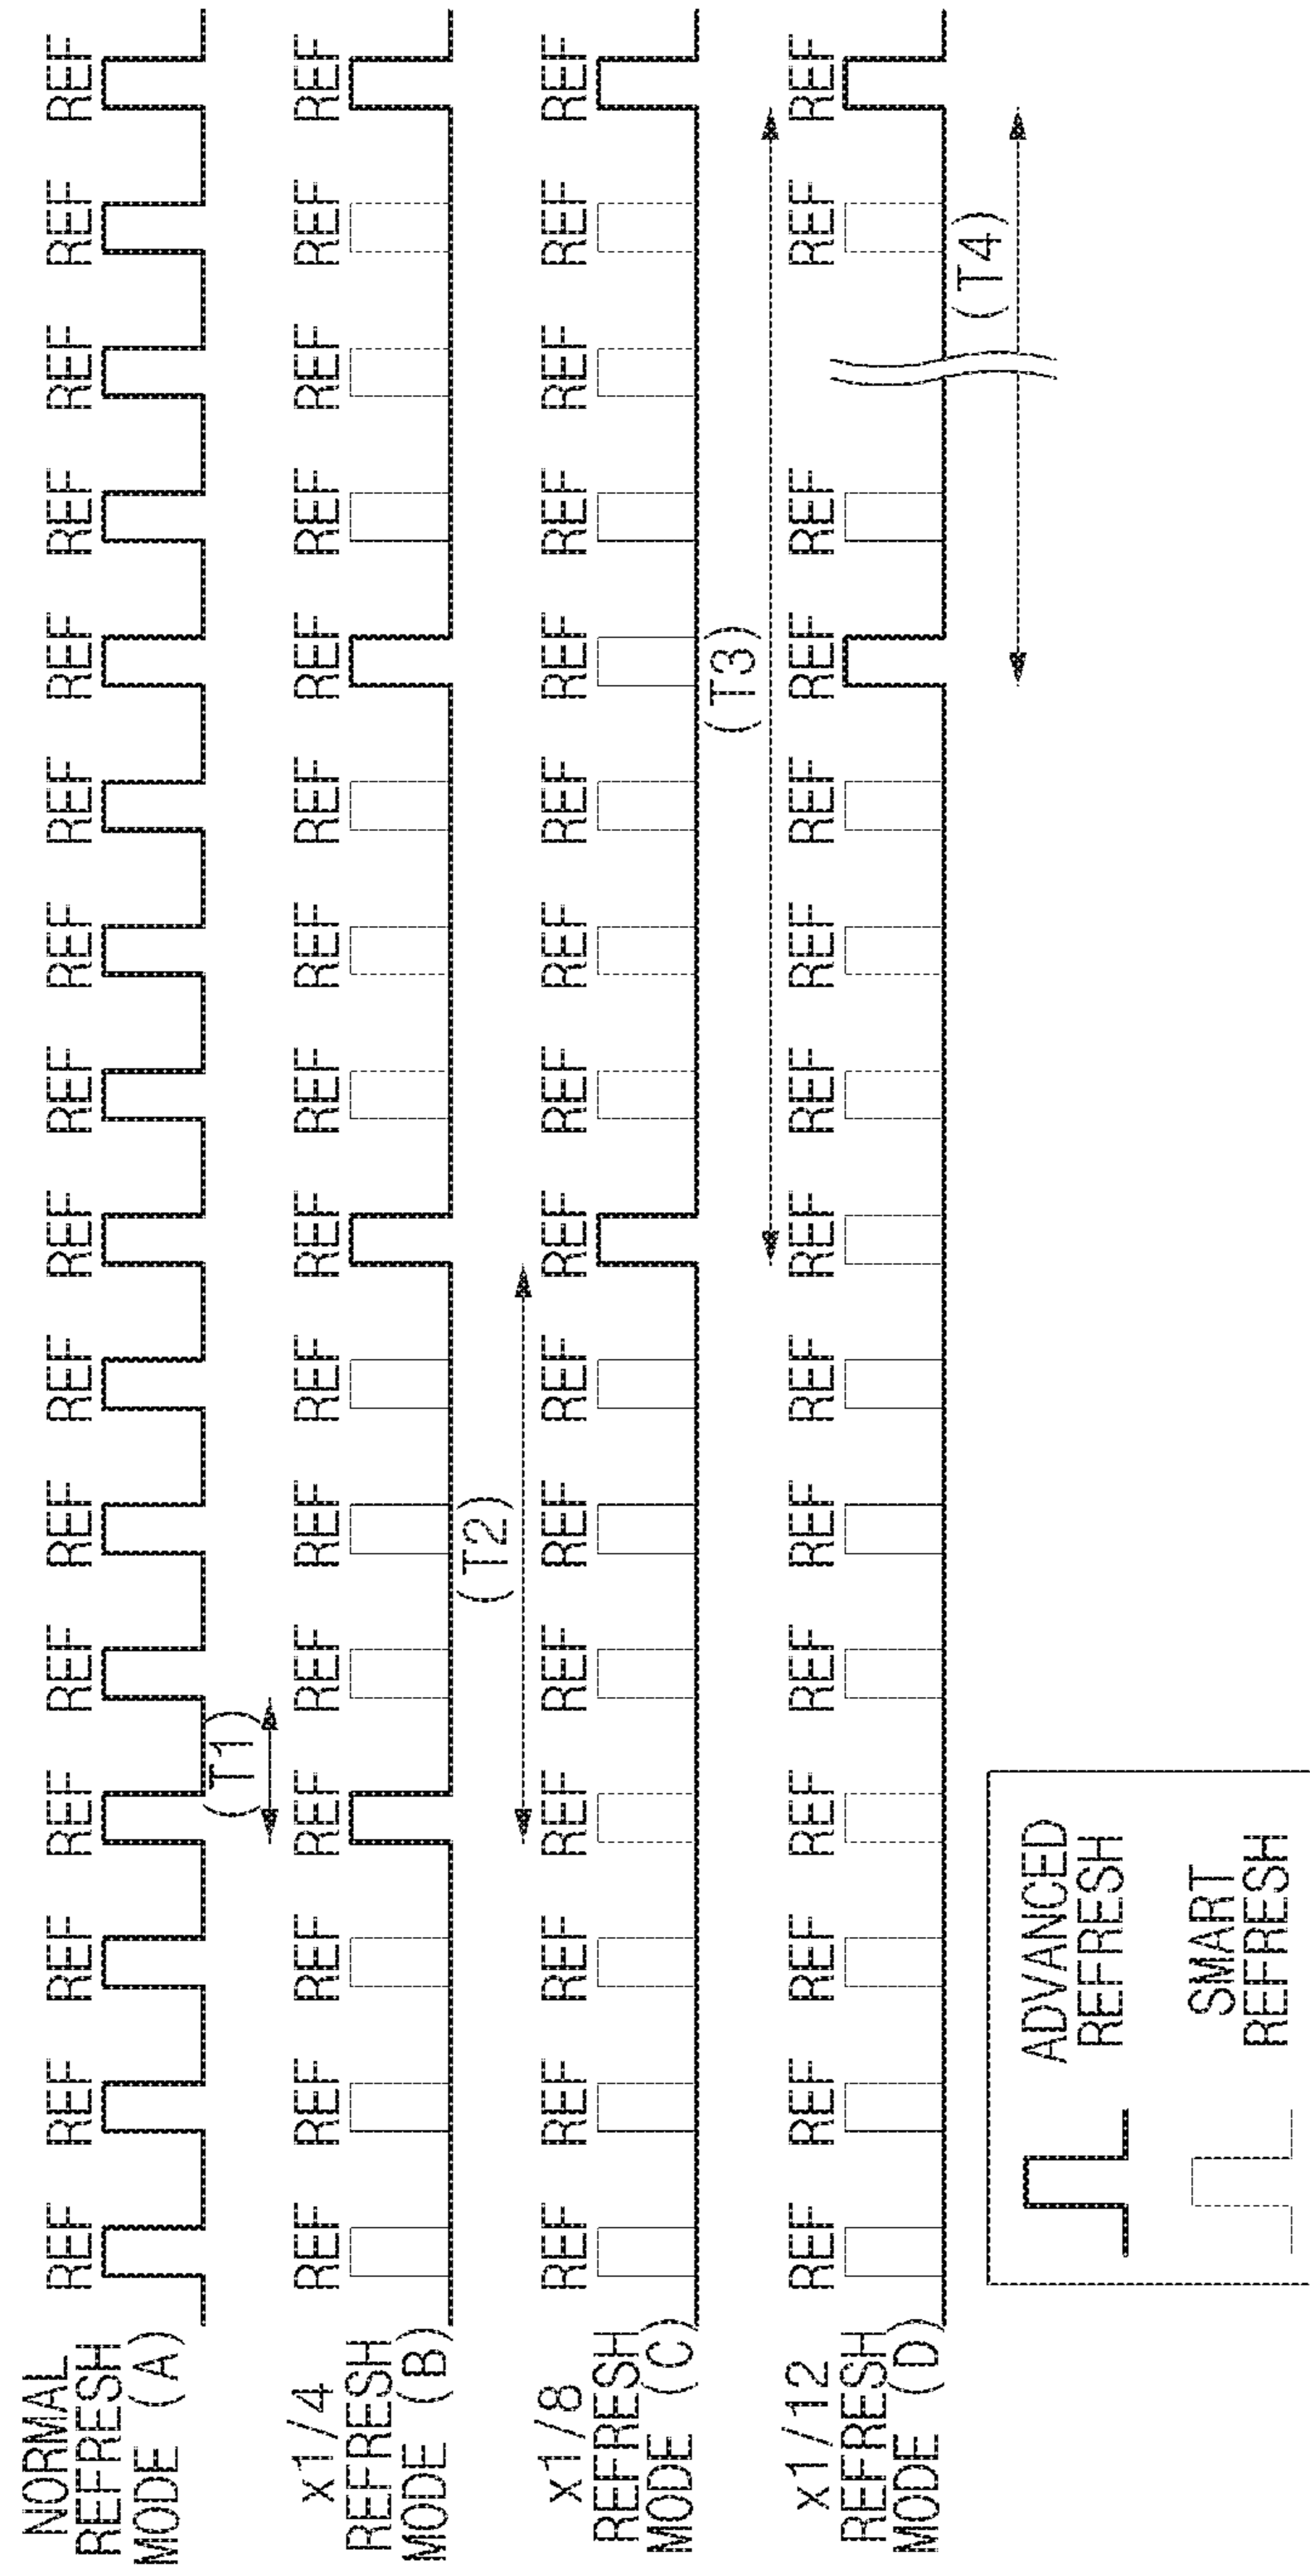 NORMAL
REFRESH
MODE (A)
REF REF REF REF REF REF REF REF REF REF REF REF REF REF REF REF
(T1)
x1/4
REFRESH
MODE (B)
REF REF REF REF REF REF REF REF REF REF REF REF REF REF REF REF
(T2)
x1/8
REFRESH
MODE (C)
REF REF REF REF REF REF REF REF REF REF REF REF REF REF REF REF
(T3)
x1/12
REFRESH
MODE (D)
REF REF REF REF REF REF REF REF REF REF REF REF REF REF REF
(T4)
ADVANCED
REFRESH
SMART
REFRESH